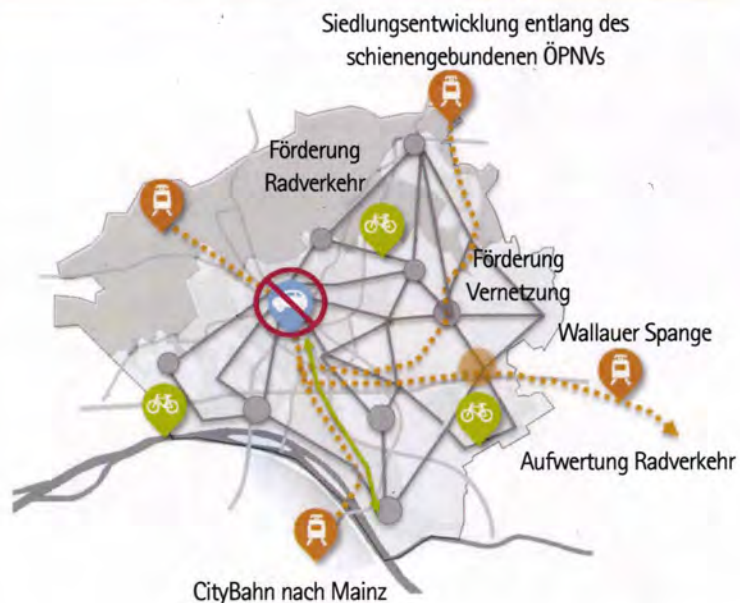 Siedlungsentwicklung entlang des
schienengebundenen ÖPNVs
Förderung
Radverkehr
Förderung
Vernetzung
Wallauer Spange
Aufwertung Radverkehr
CityBahn nach Mainz